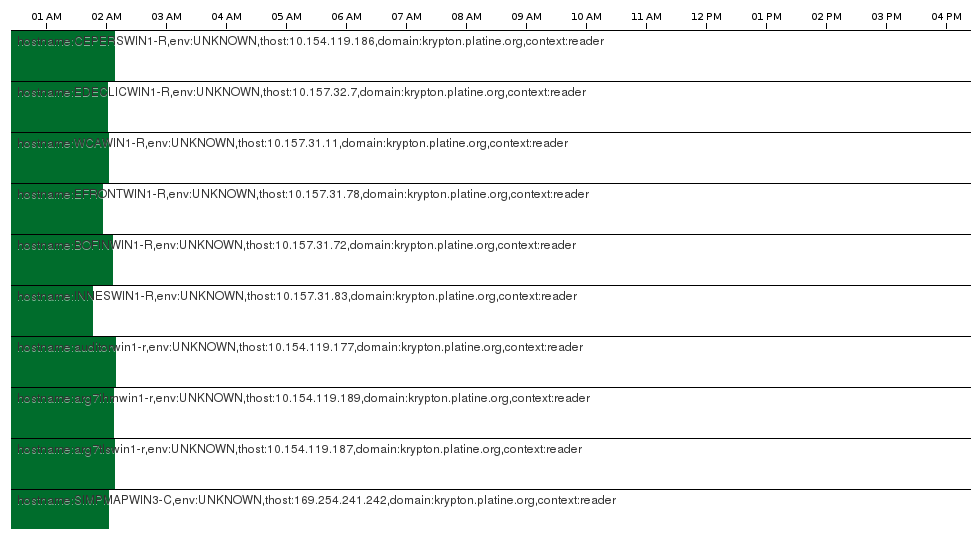 01 AM 02 AM 03 AM 04 AM 05 AM 06 AM 07 AM 08 AM 09 AM 10 AM 11 AM 12 PM 01 PM 02 PM 03 PM 04 PM
hostname:CEPERSWIN1-R,env:UNKNOWN,thost:10.154.119.186,domain:krypton.platine.org,context:reader
hostname:EDECLICWIN1-R,env:UNKNOWN,thost:10.157.32.7,domain:krypton.platine.org,context:reader
hostname:WCAWIN1-R,env:UNKNOWN,thost:10.157.31.11,domain:krypton.platine.org,context:reader
hostname:EFRONTWIN1-R,env:UNKNOWN,thost:10.157.31.78,domain:krypton.platine.org,context:reader
hostname:BOFINWIN1-R,env:UNKNOWN,thost:10.157.31.72,domain:krypton.platine.org,context:reader
hostname:INNESWIN1-R,env:UNKNOWN,thost:10.157.31.83,domain:krypton.platine.org,context:reader
hostname:auditorwin1-r,env:UNKNOWN,thost:10.154.119.177,domain:krypton.platine.org,context:reader
env:UNKNOWN,thost:10.154.119.189,domain:krypton.platine.org,context:reader
env:UNKNOWN,thost:10.154.119.187,domain:krypton.platine.org,context:reader
hostname:SIMPMAPWIN3-C,env:UNKNOWN,thost:169.254.241.242,domain:krypton.platine.org,context:reader